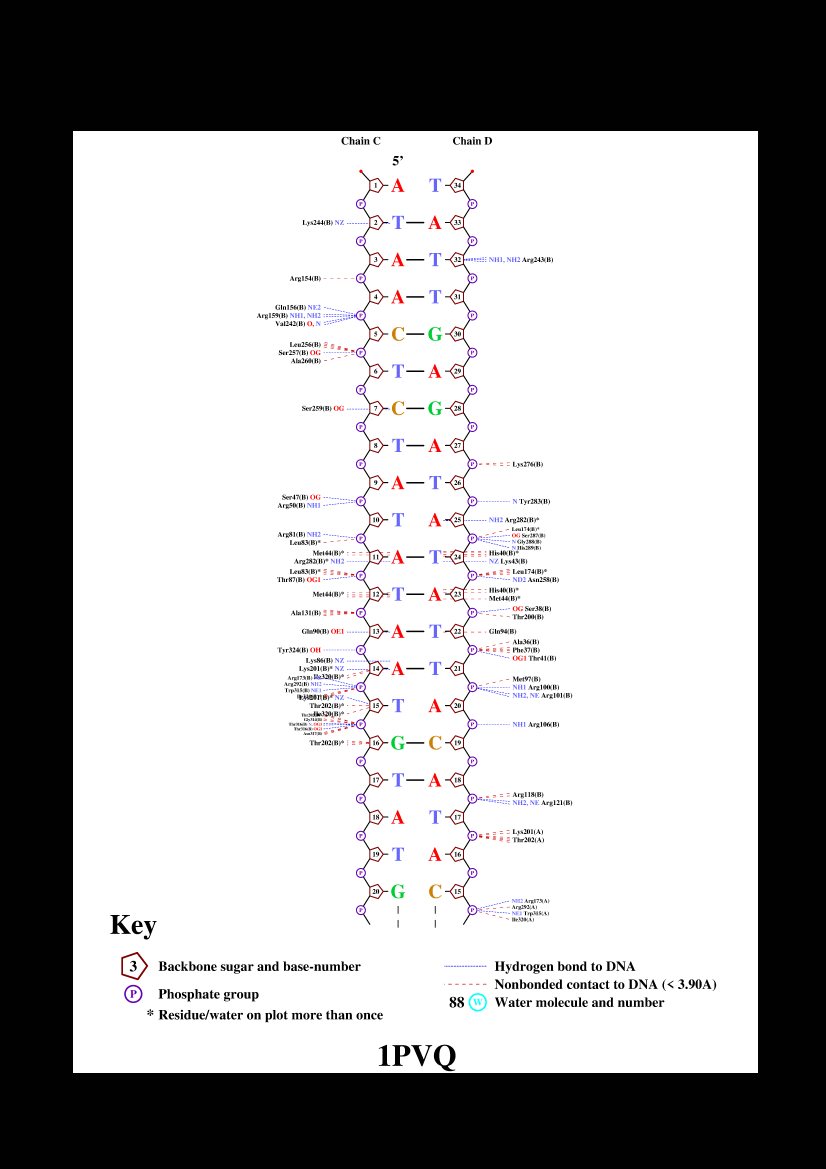 Chain C Chain D
5’
1 A T 34
P P
Lys244(B) NZ 2 T A 33
P P
3 A T 32 NH1, NH2 Arg243(B)
Arg154(B) P P
4 A T 31
Gln156(B) NE2
Arg159(B) NH1, NH2 P P
Val242(B) O, N
5 C G 30
Leu256(B)
Ser257(B) OG P P
Ala260(B)
6 T A 29
P P
Ser259(B) OG 7 C G 28
P P
8 T A 27
P P Lys276(B)
9 A T 26
Ser47(B) OG
P P N Tyr283(B)
Arg50(B) NH1
10 T A 25 NH2 Arg282(B)*
Leu174(B)*
Arg81(B) NH2 OG Ser287(B)
P P
Leu83(B)* N Gly288(B)
N His289(B)
Met44(B)* His40(B)*
11 A T 24
Arg282(B)* NH2 NZ Lys43(B)
Leu83(B)* Leu174(B)*
P P
Thr87(B) OG1 ND2 Asn258(B)
His40(B)*
Met44(B)* 12 T A 23
Met44(B)*
OG Ser38(B)
Ala131(B) P P
Thr200(B)
Gln90(B) OE1 13 A T 22 Gln94(B)
Ala36(B)
Tyr324(B) OH P P Phe37(B)
OG1 Thr41(B)
Lys86(B) NZ
Lys201(B)* NZ 14 A T 21
Ile320(B)*
Arg173(B) Met97(B)
Arg292(B) NH2 P P NH1 Arg100(B)
Trp315(B) NE1 NH2, NE Arg101(B)
Lys201(B)* NZ
Thr202(B)* 15 T A 20
Ile320(B)*
P P NH1 Arg106(B)
Thr202(B)* 16 G C 19
P P
17 T A 18
Arg118(B)
P P
NH2, NE Arg121(B)
18 A T 17
Lys201(A)
P P
Thr202(A)
19 T A 16
P P
20 G C 15
NH2 Arg173(A)
Arg292(A)
P P
NE1 Trp315(A)
Ile320(A)
Key
3 Backbone sugar and base-number
P Phosphate group
* Residue/water on plot more than once
Hydrogen bond to DNA
Nonbonded contact to DNA (< 3.90A)
88 W Water molecule and number
1PVQ